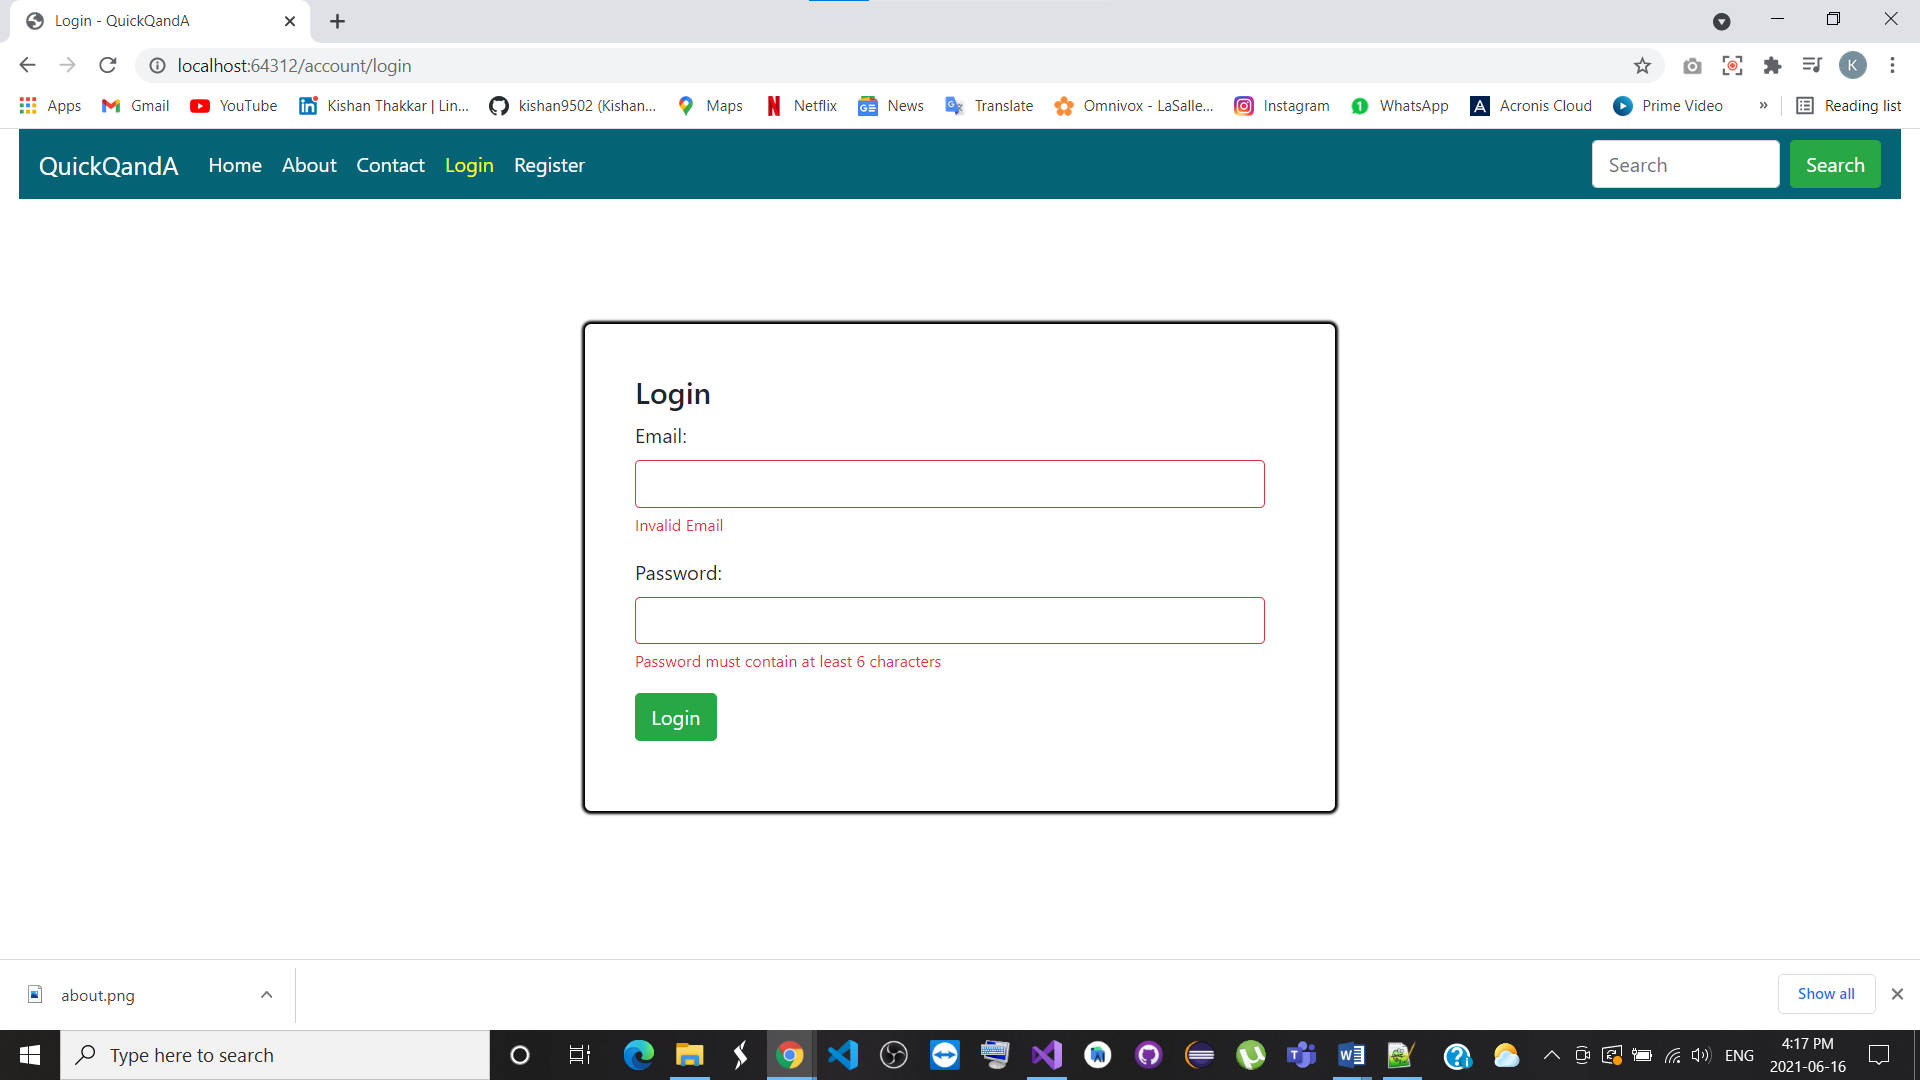 Login - QuickQandA
localhost:64312/account/login
K
Apps Gmail YouTube Kishan Thakkar | Lin... kishan9502 (Kishan... Maps Netflix News Translate Omnivox - LaSalle... Instagram WhatsApp Acronis Cloud Prime Video » Reading list
QuickQandA Home About Contact Login Register Search Search
Login
Email:
Invalid Email
Password:
Password must contain at least 6 characters
Login
about.png Show all
Type here to search ENG 4:17 PM
2021-06-16